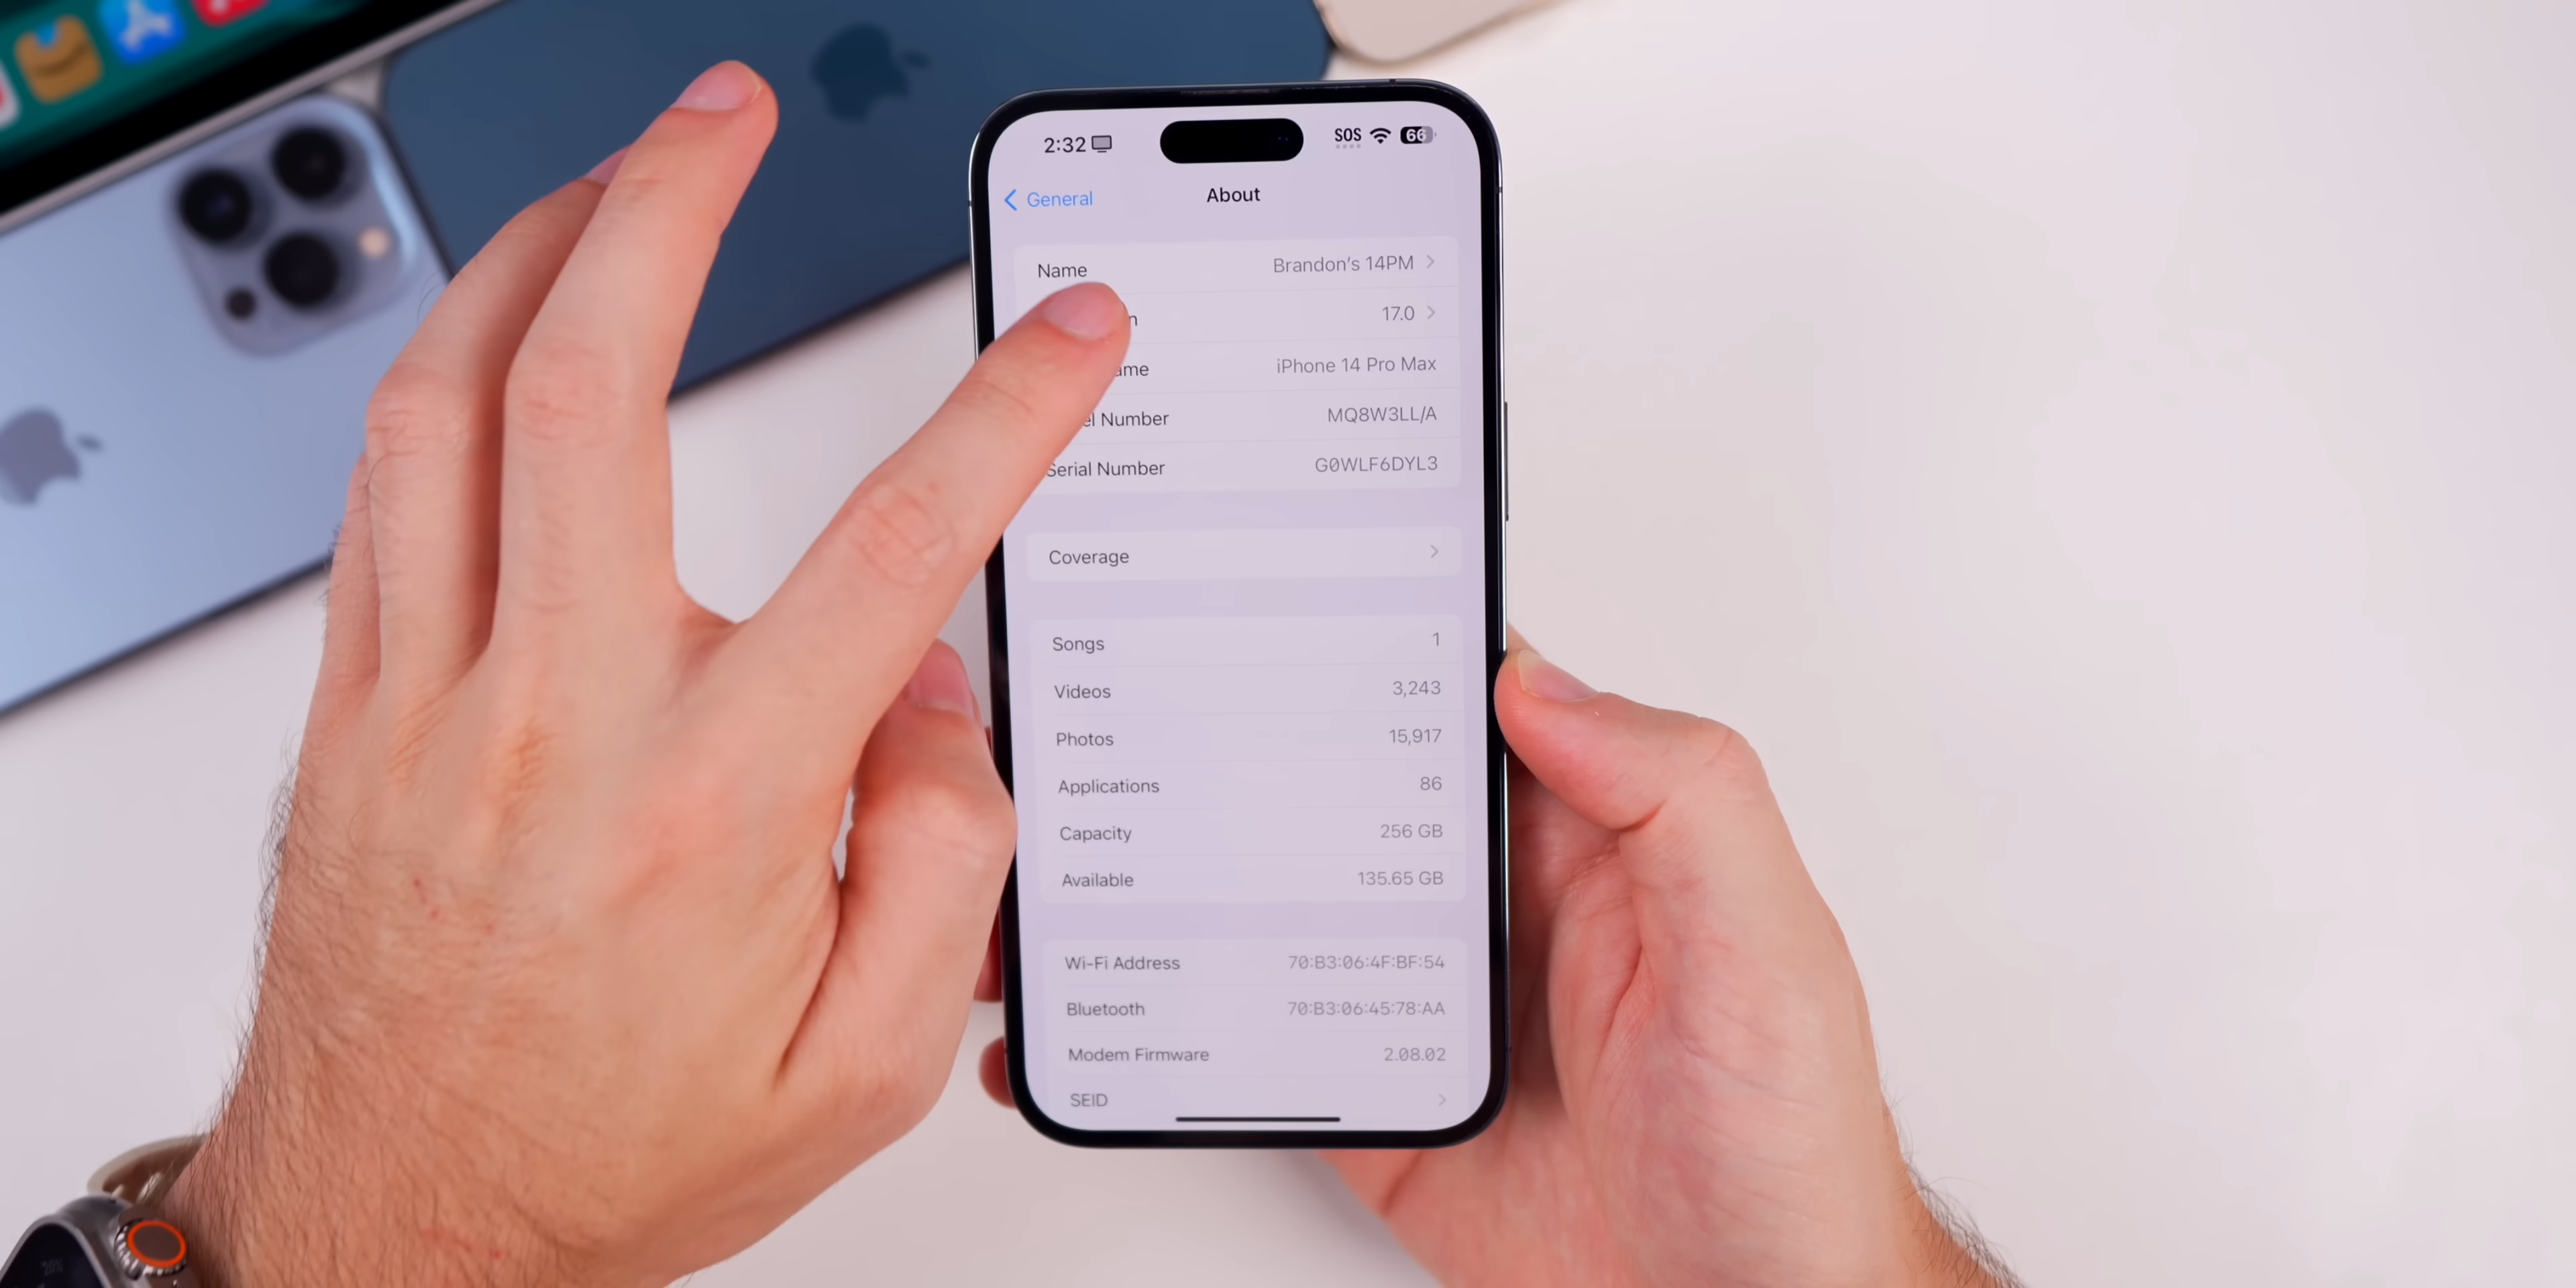 2:32 SOS 66
General About
Name Brandon's 14PM
n 17.0
ame iPhone 14 Pro Max
el Number MQ8W3LL/A
Serial Number G0WLF6DYL3
Coverage
Songs 1
Videos 3,243
Photos 15,917
Applications 86
Capacity 256 GB
Available 135.65 GB
Wi-Fi Address 70:B3:06:4F:BF:54
Bluetooth 70:B3:06:45:78:AA
Modem Firmware 2.08.02
SEID